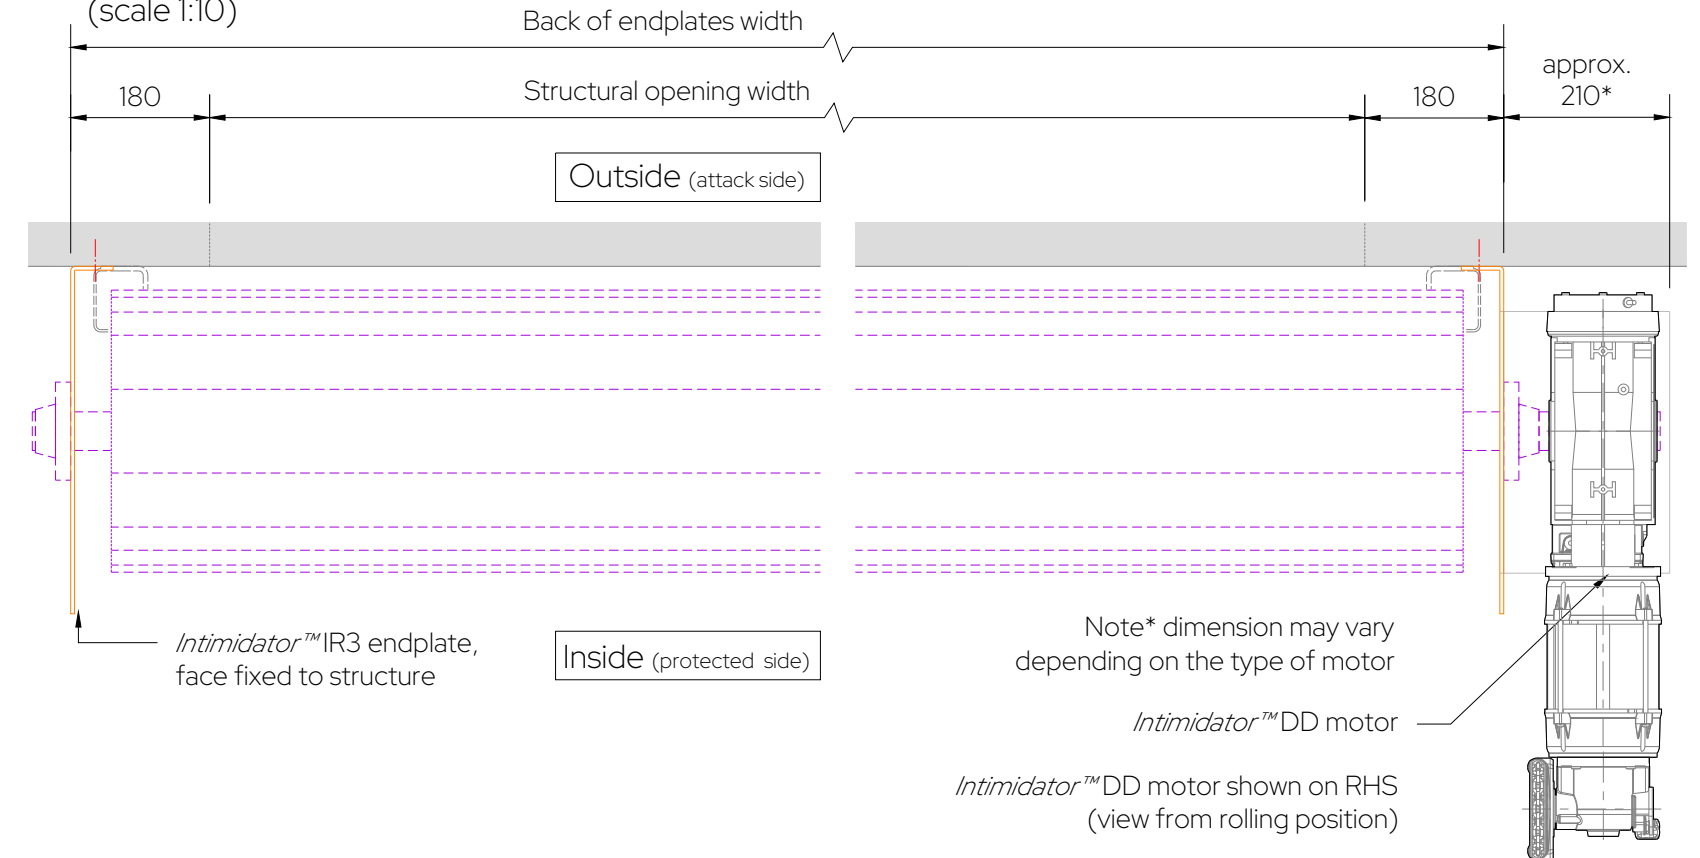 (scale 1:10)
Back of endplates width
approx.
210*
180
Structural opening width
180
Outside (attack side)
Intimidator™ IR3 endplate,
face fixed to structure
Inside (protected side)
Note* dimension may vary
depending on the type of motor
Intimidator™ DD motor
Intimidator™ DD motor shown on RHS
(view from rolling position)